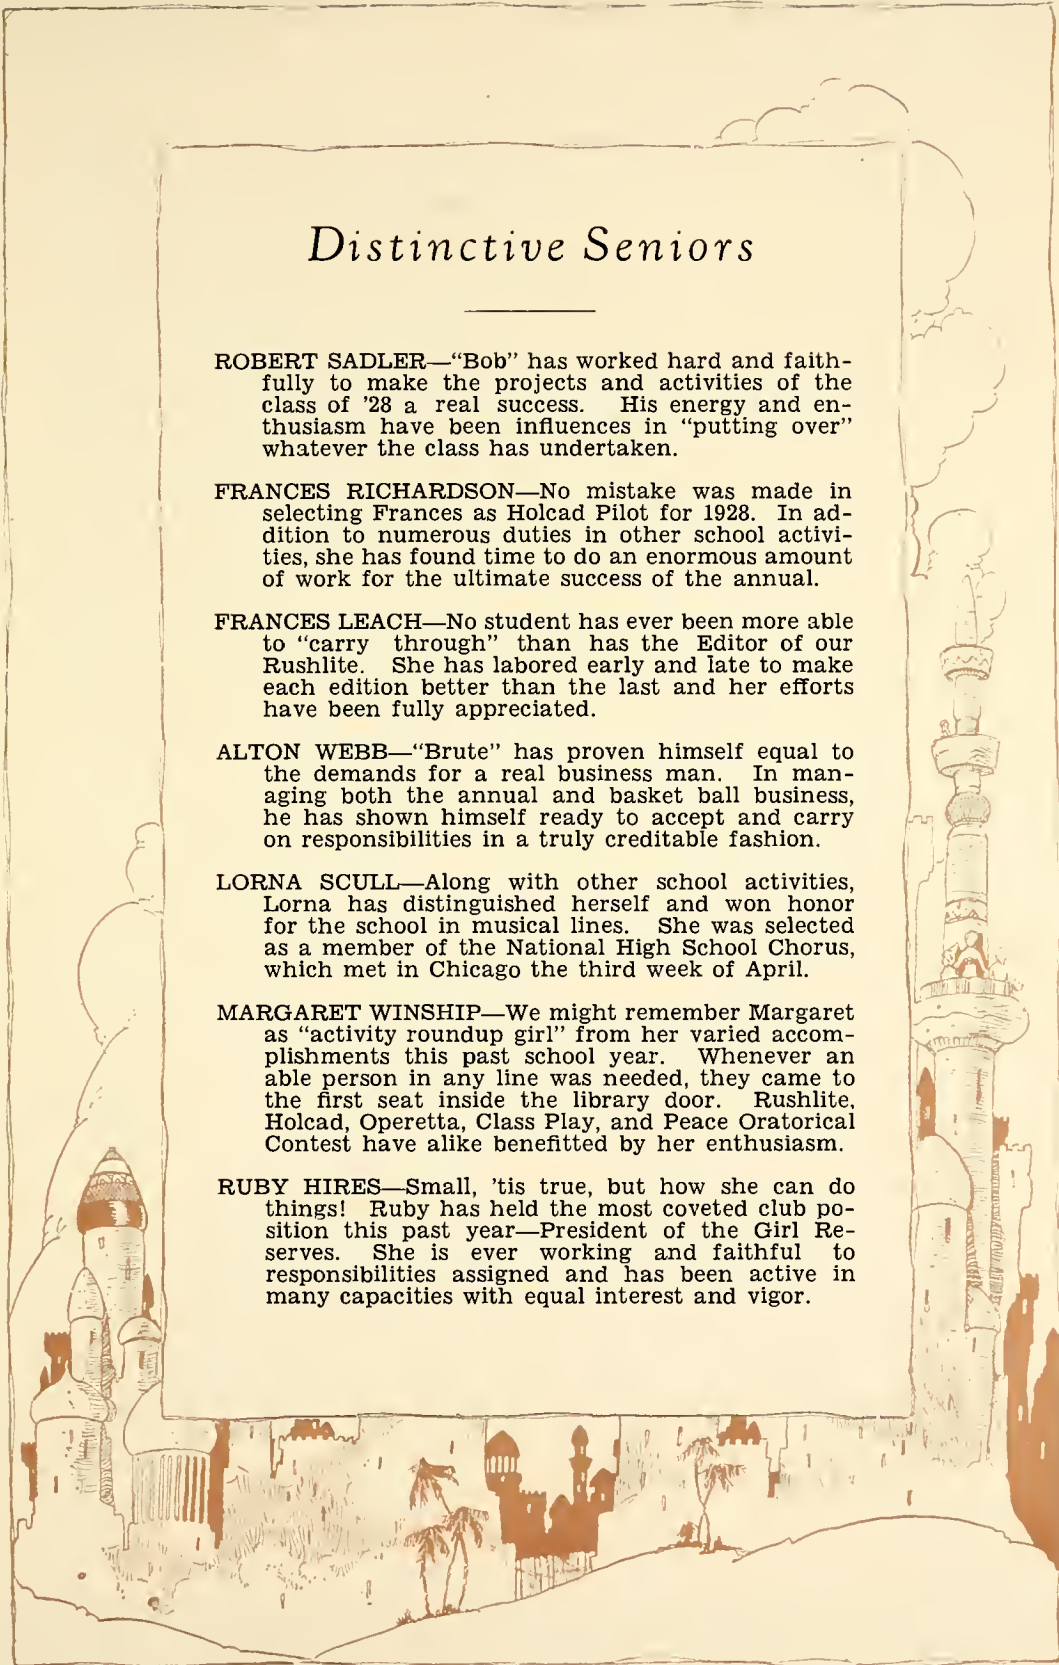 Distinctive Seniors
ROBERT SADLER—“Bob” has worked hard and faith-
fully to make the projects and activities of the
class of ’28 a real success. His energy and en-
thusiasm have been influences in “putting over”
whatever the class has undertaken.
FRANCES RICHARDSON—No mistake was made in
selecting Frances as Holcad Pilot for 1928. In ad-
dition to numerous duties in other school activi-
ties, she has found time to do an enormous amount
of work for the ultimate success of the annual.
FRANCES LEACH—No student has ever been more able
to “carry through” than has the Editor of our
Rushlite. She has labored early and late to make
each edition better than the last and her efforts
have been fully appreciated.
ALTON WEBB—“Brute” has proven himself equal to
the demands for a real business man. In man-
aging both the annual and basket ball business,
he has shown himself ready to accept and carry
on responsibilities in a truly creditable fashion.
LORNA SCULL—Along with other school activities,
Lorna has distinguished herself and won honor
for the school in musical lines. She was selected
as a member of the National High School Chorus,
which met in Chicago the third week of April.
MARGARET WINSHIP—We might remember Margaret
as “activity roundup girl” from her varied accom-
plishments this past school year. Whenever an
able person in any line was needed, they came to
the first seat inside the library door. Rushlite,
Holcad, Operetta, Class Play, and Peace Oratorical
Contest have alike benefitted by her enthusiasm.
RUBY HIRES—Small, ’tis true, but how she can do
things! Ruby has held the most coveted club po-
sition this past year—President of the Girl Re-
serves. She is ever working and faithful to
responsibilities assigned and has been active in
many capacities with equal interest and vigor.